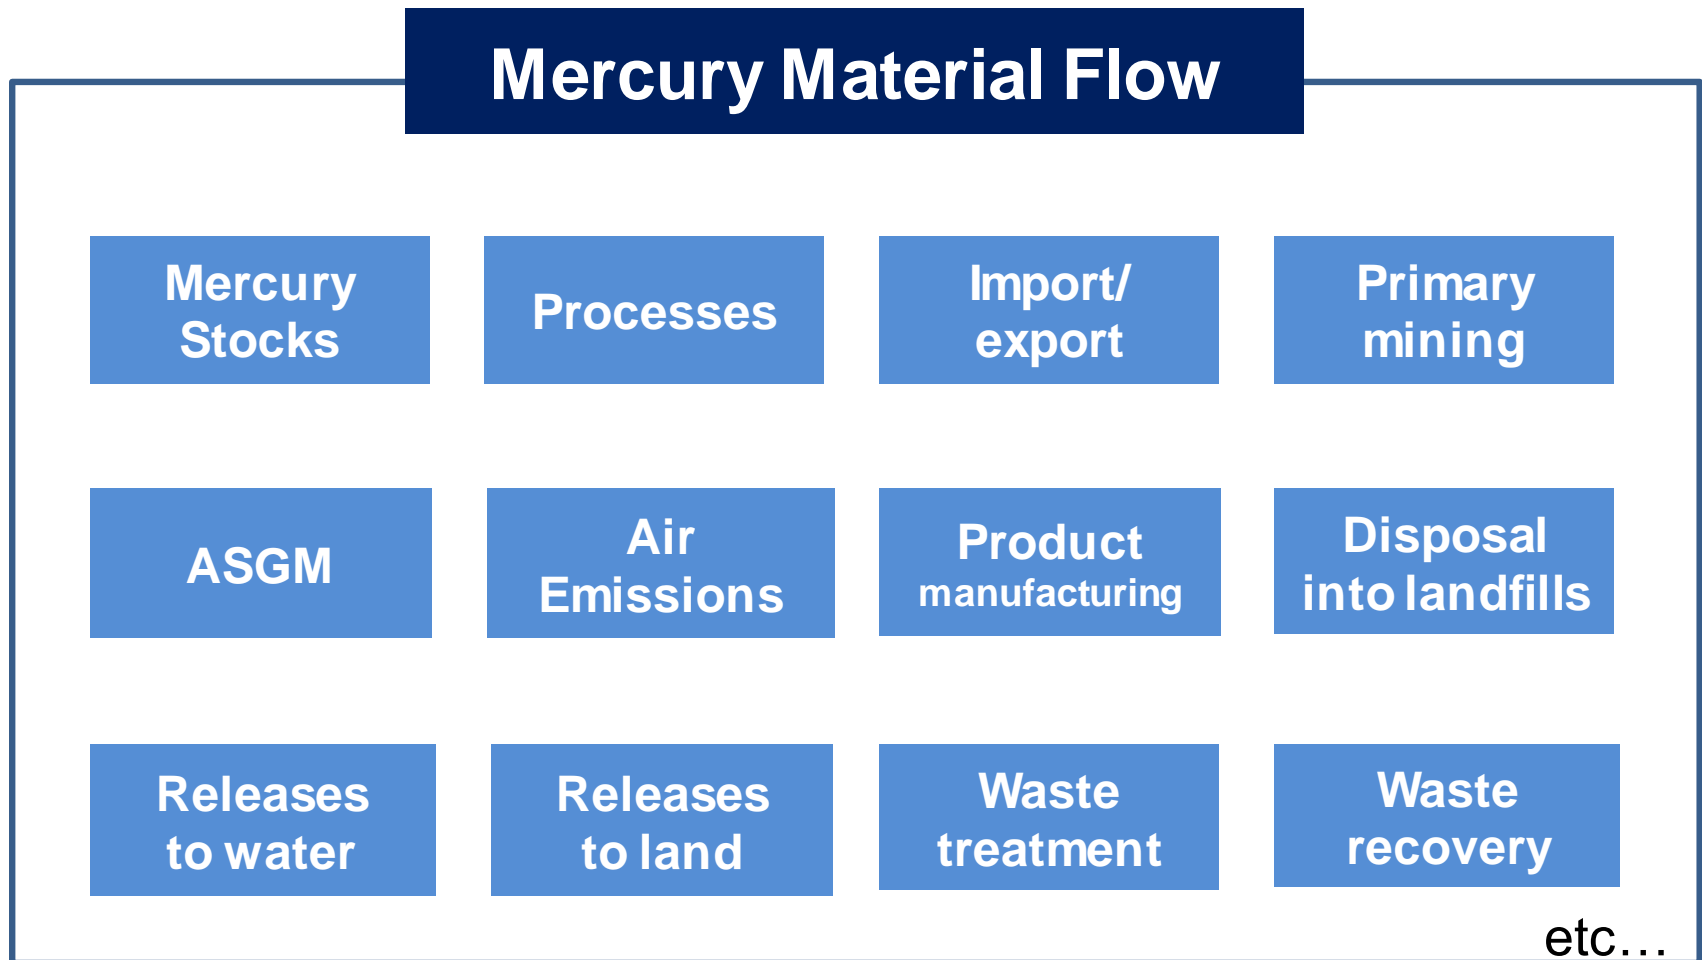 Mercury Material Flow
Mercury
Stocks
Processes
Import/
export
Primary
mining
ASGM
Air
Emissions
Product
manufacturing
Disposal
into landfills
Releases
to water
Releases
to land
Waste
treatment
Waste
recovery
etc…